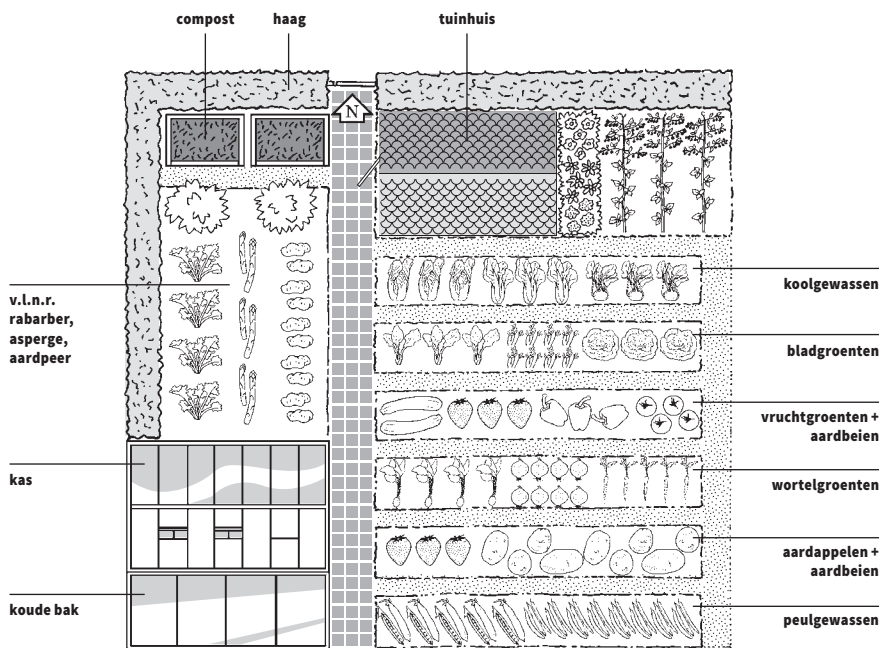 compost
haag
tuinhuis
N
v.l.n.r.
rabarber,
asperge,
aardpeer
koolgewassen
bladgroenten
vruchtgroenten +
aardbeien
kas
wortelgroenten
aardappelen +
aardbeien
koude bak
peulgewassen